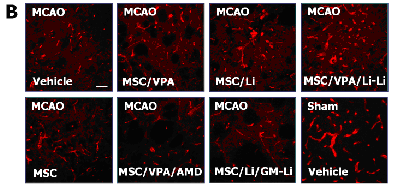 B
MCAO MCAO MCAO MCAO
Vehicle MSC/VPA MSC/Li MSC/VPA/Li-Li
MCAO MCAO MCAO Sham
MSC MSC/VPA/AMD MSC/Li/GM-Li Vehicle